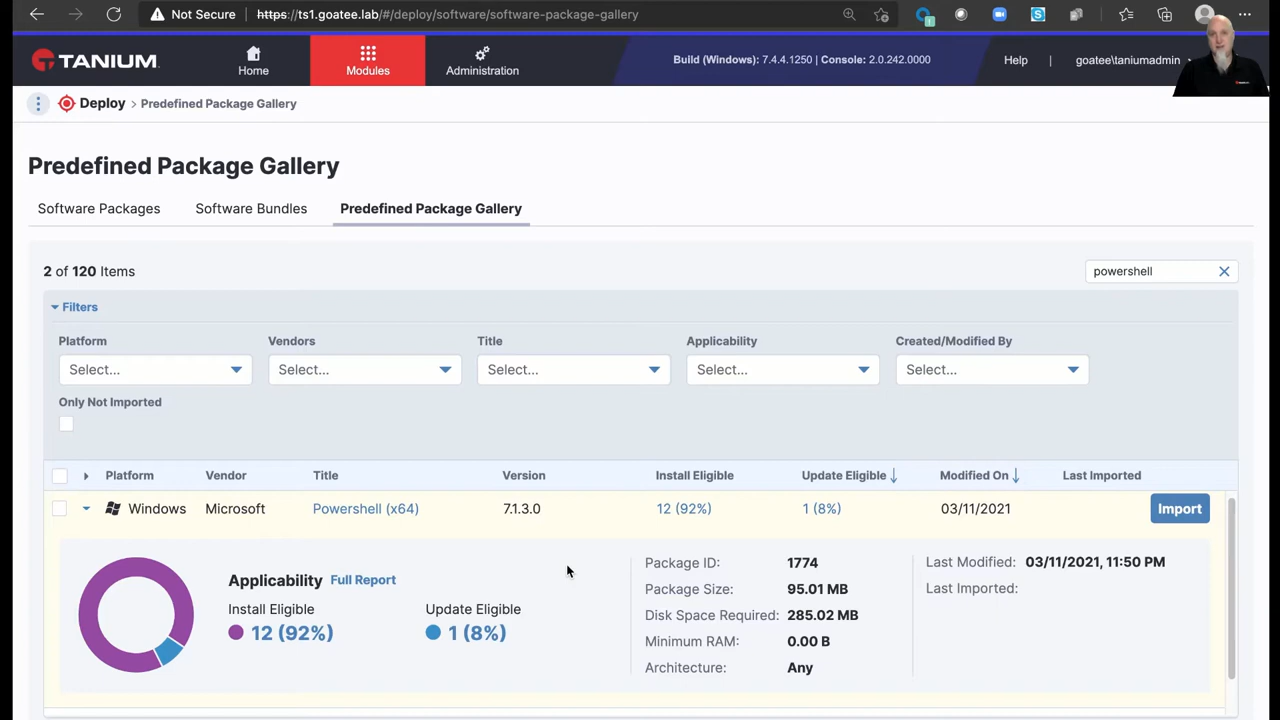 Not Secure https://ts1.goatee.lab/#/deploy/software/software-package-gallery
TANIUM Home Modules Administration Build (Windows): 7.4.4.1250 | Console: 2.0.242.0000 Help | goatee\taniumadmin
Deploy > Predefined Package Gallery
Predefined Package Gallery
Software Packages Software Bundles Predefined Package Gallery
2 of 120 Items powershell
Filters
Platform Vendors Title Applicability Created/Modified By
Select... Select... Select... Select... Select...
Only Not Imported
Platform Vendor Title Version Install Eligible Update Eligible Modified On Last Imported
Windows Microsoft Powershell (x64) 7.1.3.0 12 (92%) 1 (8%) 03/11/2021 Import
Applicability Full Report
Install Eligible Update Eligible
12 (92%) 1 (8%)
Package ID: 1774
Package Size: 95.01 MB
Disk Space Required: 285.02 MB
Minimum RAM: 0.00 B
Architecture: Any
Last Modified: 03/11/2021, 11:50 PM
Last Imported: